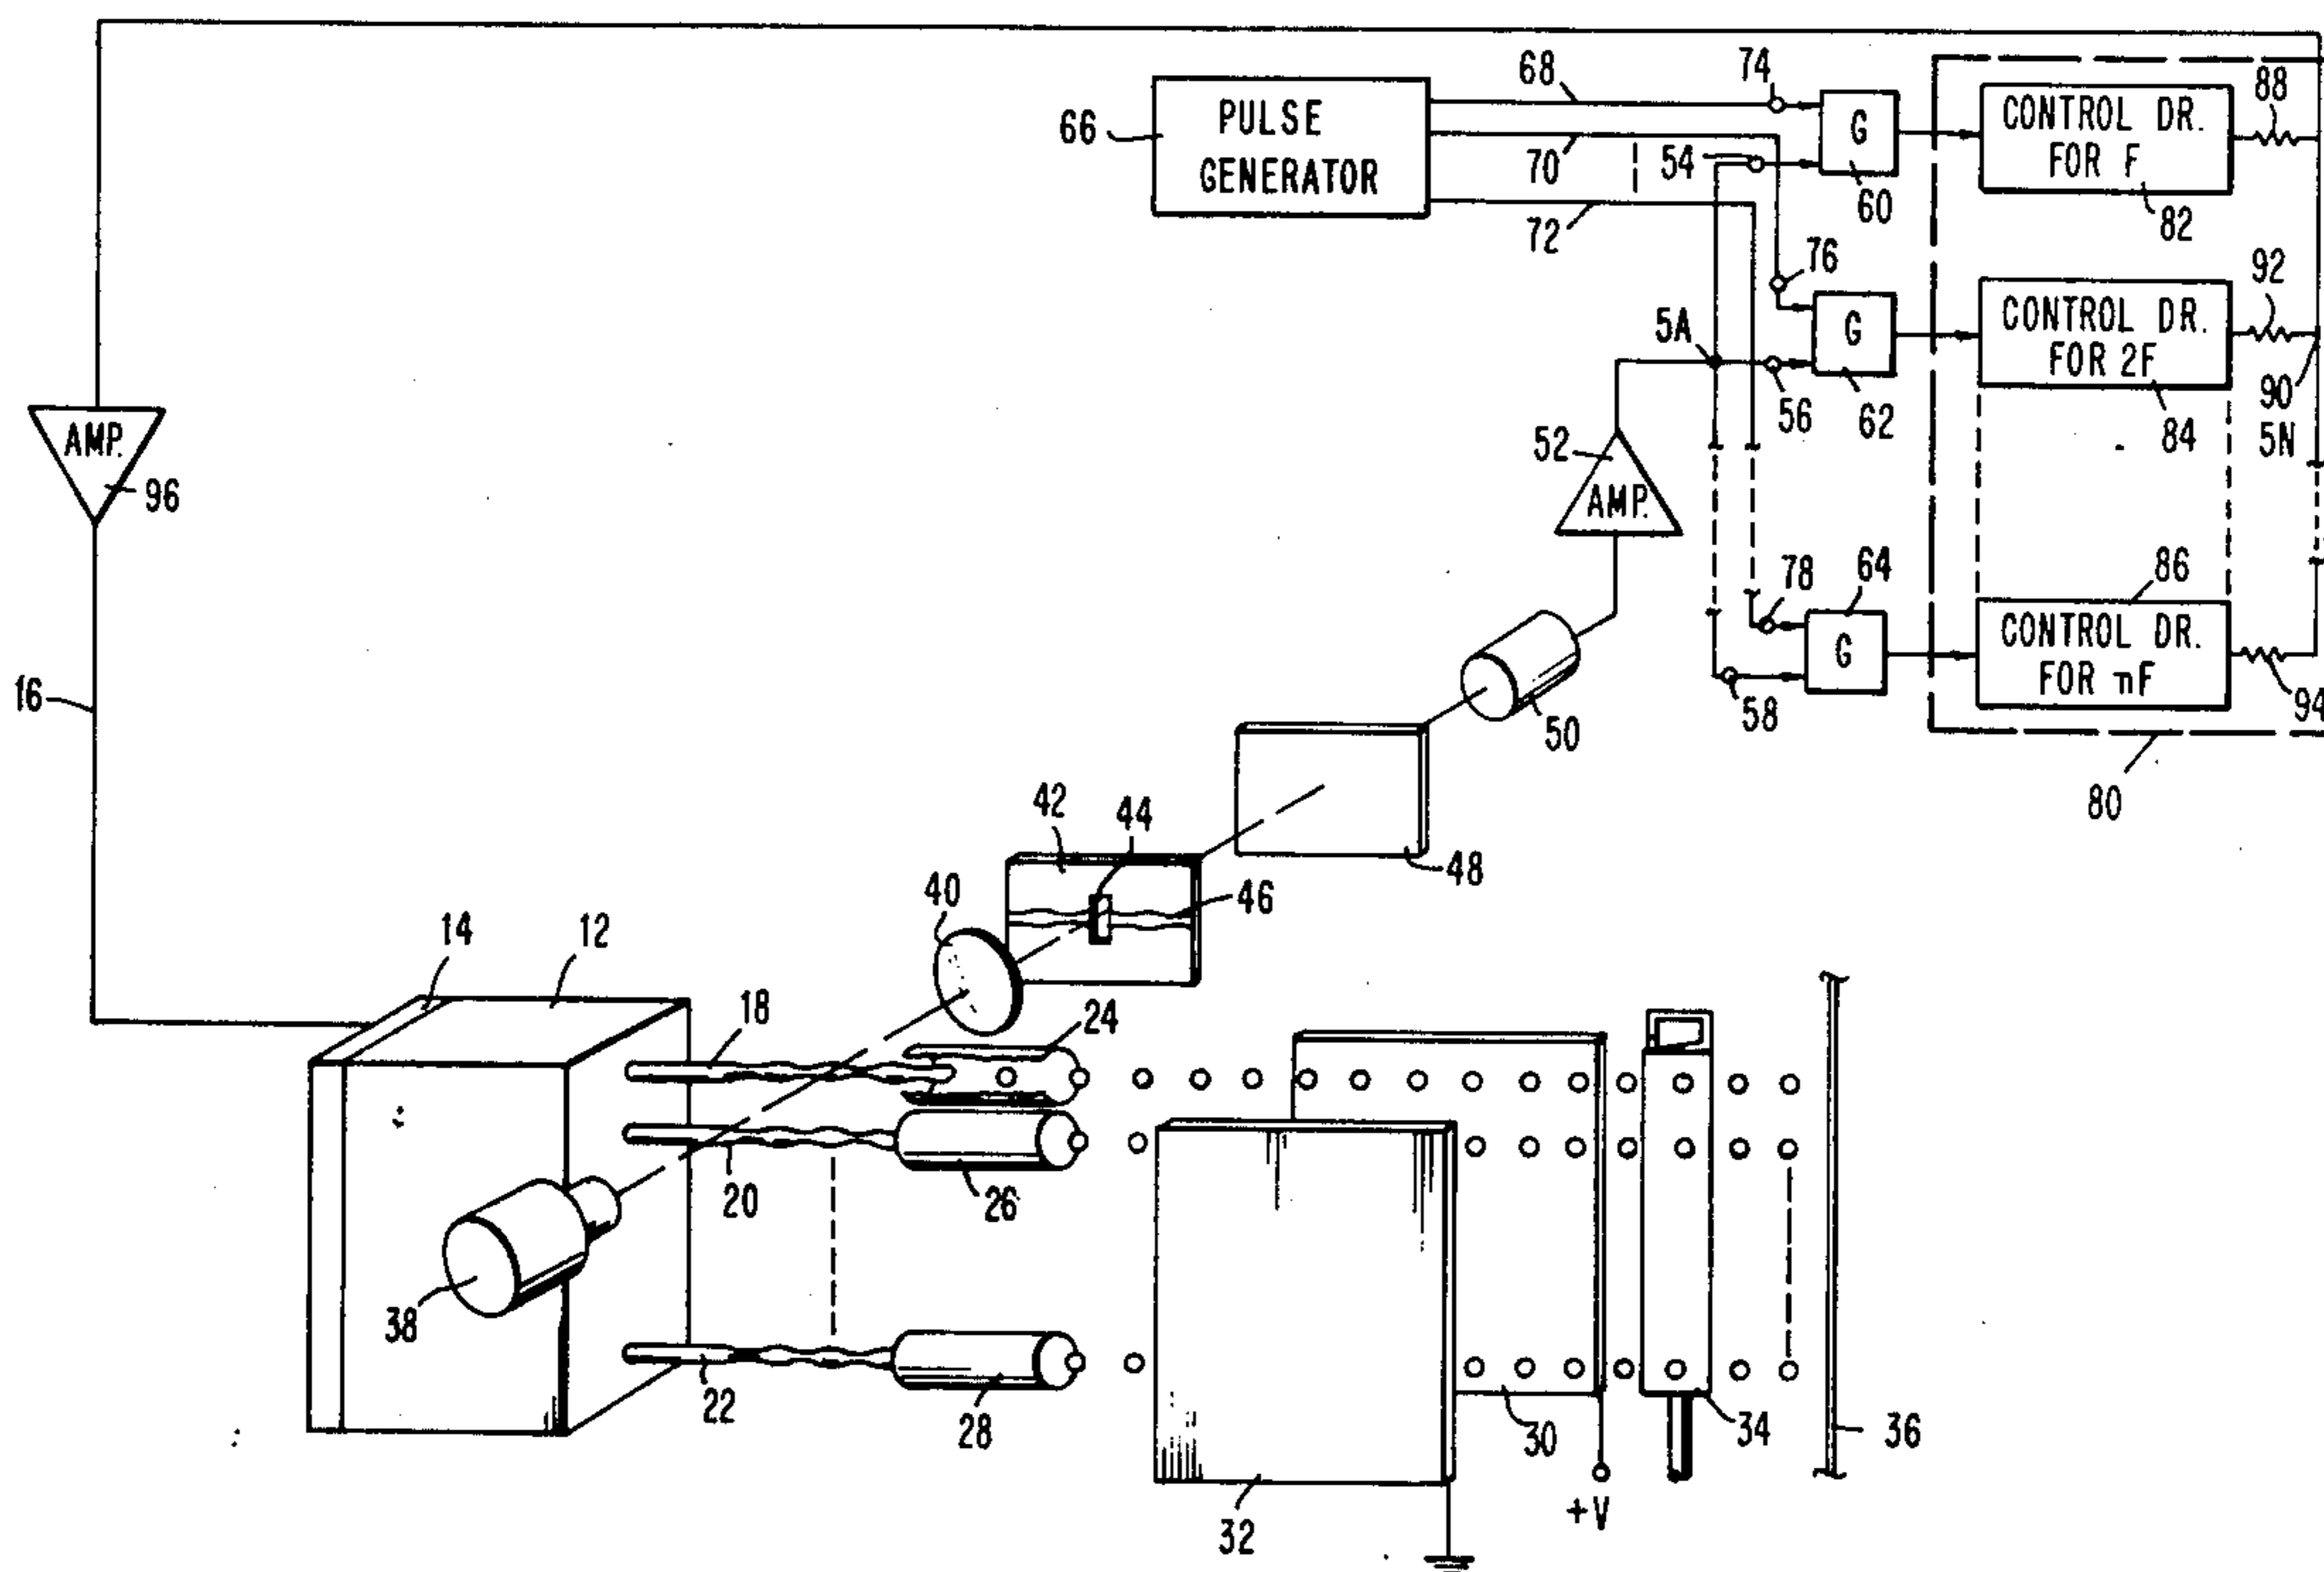 68
74
88
66
PULSE
GENERATOR
70
54
G
60
CONTROL DR.
FOR F
82
72
76
92
5A
G
56
62
CONTROL DR.
FOR 2F
84
90
5N
AMP.
96
52
AMP.
78
64
86
G
CONTROL DR.
FOR nF
58
94
16
50
80
42
44
48
40
46
14
12
18
24
20
26
38
22
28
30
34
36
32
+V